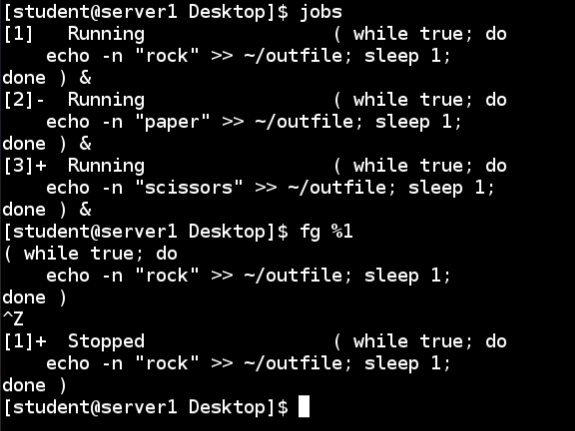 [student@server1 Desktop]$ jobs
[1]   Running                 ( while true; do
    echo -n "rock" >> ~/outfile; sleep 1;
done ) &
[2]-  Running                 ( while true; do
    echo -n "paper" >> ~/outfile; sleep 1;
done ) &
[3]+  Running                 ( while true; do
    echo -n "scissors" >> ~/outfile; sleep 1;
done ) &
[student@server1 Desktop]$ fg %1
( while true; do
    echo -n "rock" >> ~/outfile; sleep 1;
done )
^Z
[1]+  Stopped                 ( while true; do
    echo -n "rock" >> ~/outfile; sleep 1;
done )
[student@server1 Desktop]$